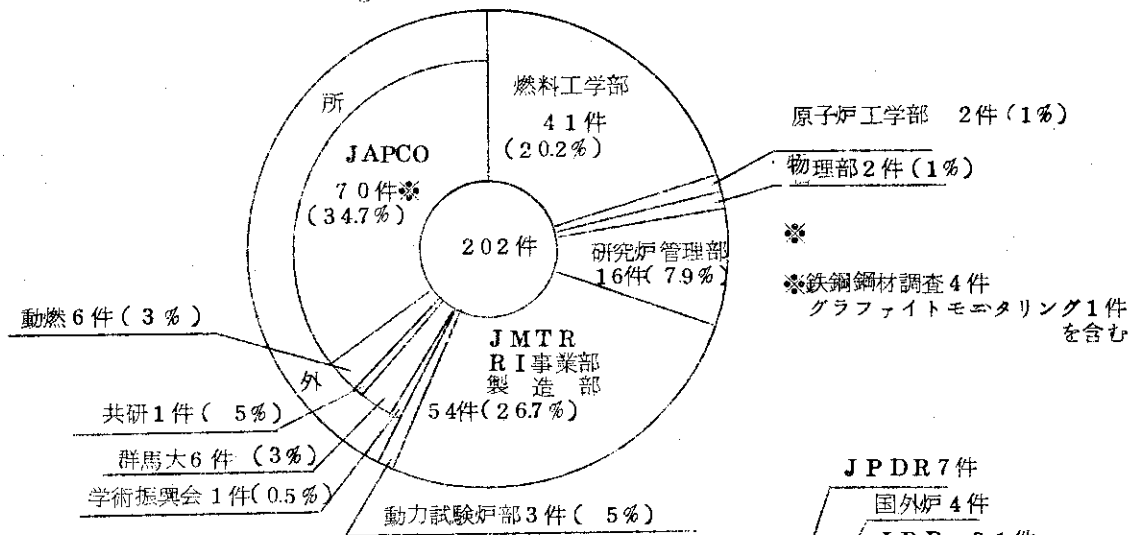 ※
所
燃料工学部
41件
(20.2%)
原子炉工学部 2件(1%)
JAPCO
物理部2件(1%)
70件※
(34.7%)
202件
※
研究炉管理部
16件(7.9%)
※鉄鋼鋼材調査4件
グラファイトモニタリング1件
を含む
動燃6件(3%)
JMTR
RI事業部
製造部
54件(26.7%)
外
共研1件( 5%)
群馬大6件(3%)
学術振興会1件(0.5%)
動力試験炉部3件( 5%)
JPDR7件
国外炉4件